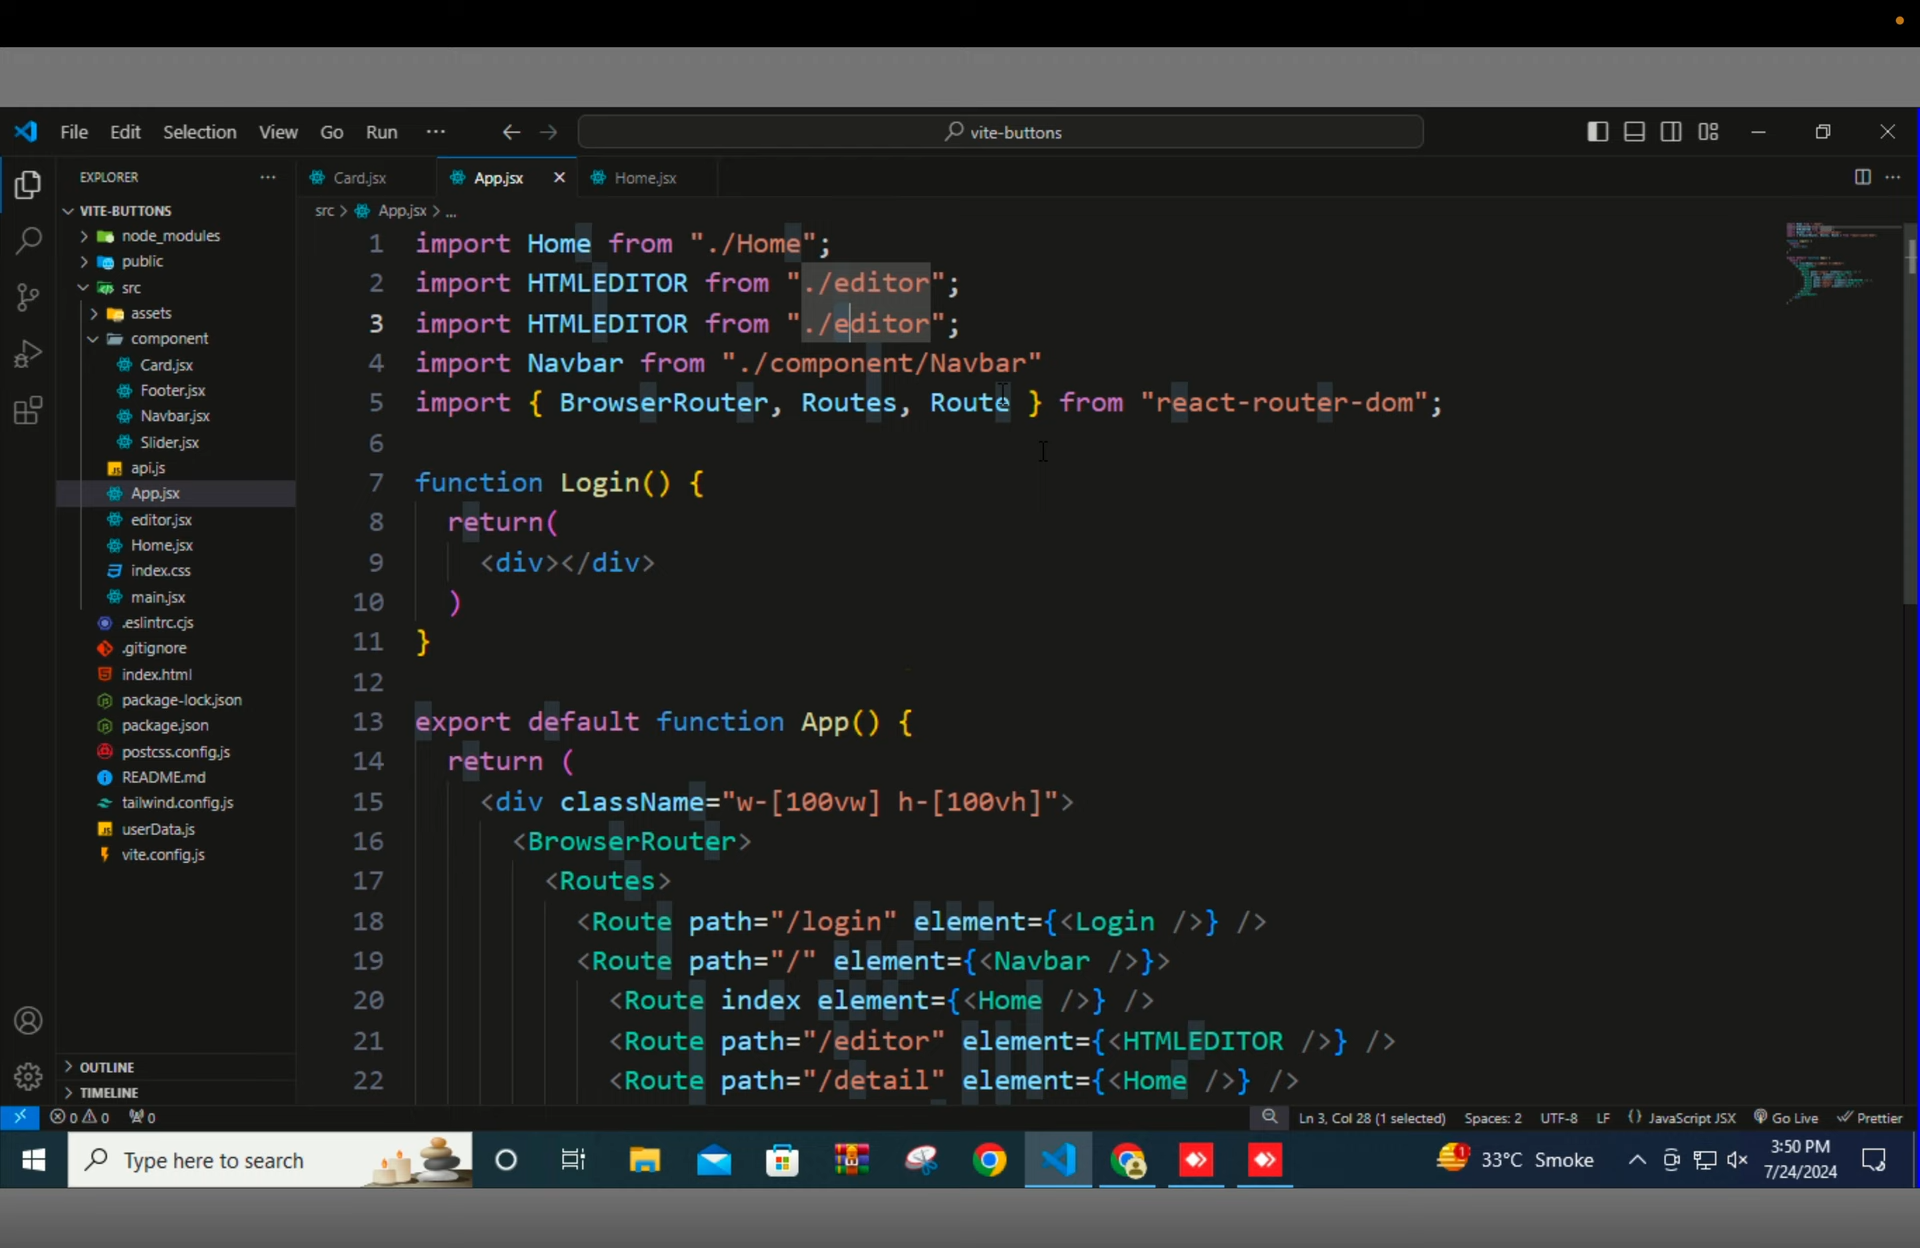 File Edit Selection View Go Run ··· vite-buttons
EXPLORER ···
VITE-BUTTONS
node_modules
public
src
assets
component
Card.jsx
Footer.jsx
Navbar.jsx
Slider.jsx
api.js
App.jsx
editor.jsx
Home.jsx
index.css
main.jsx
.eslintrc.cjs
.gitignore
index.html
package-lock.json
package.json
postcss.config.js
README.md
tailwind.config.js
userData.js
vite.config.js
OUTLINE
TIMELINE
Card.jsx App.jsx Home.jsx
src > App.jsx > ...
1 import Home from "./Home";
2 import HTMLEDITOR from "./editor";
3 import HTMLEDITOR from "./editor";
4 import Navbar from "./component/Navbar"
5 import { BrowserRouter, Routes, Route } from "react-router-dom";
6
7 function Login() {
8 return(
9 <div></div>
10 )
11 }
12
13 export default function App() {
14 return (
15 <div className="w-[100vw] h-[100vh]">
16 <BrowserRouter>
17 <Routes>
18 <Route path="/login" element={<Login />} />
19 <Route path="/" element={<Navbar />}>
20 <Route index element={<Home />} />
21 <Route path="/editor" element={<HTMLEDITOR />} />
22 <Route path="/detail" element={<Home />} />
0 0 0 Ln 3, Col 28 (1 selected) Spaces: 2 UTF-8 LF {} JavaScript JSX Go Live Prettier
Type here to search 1 33°C Smoke 3:50 PM
7/24/2024